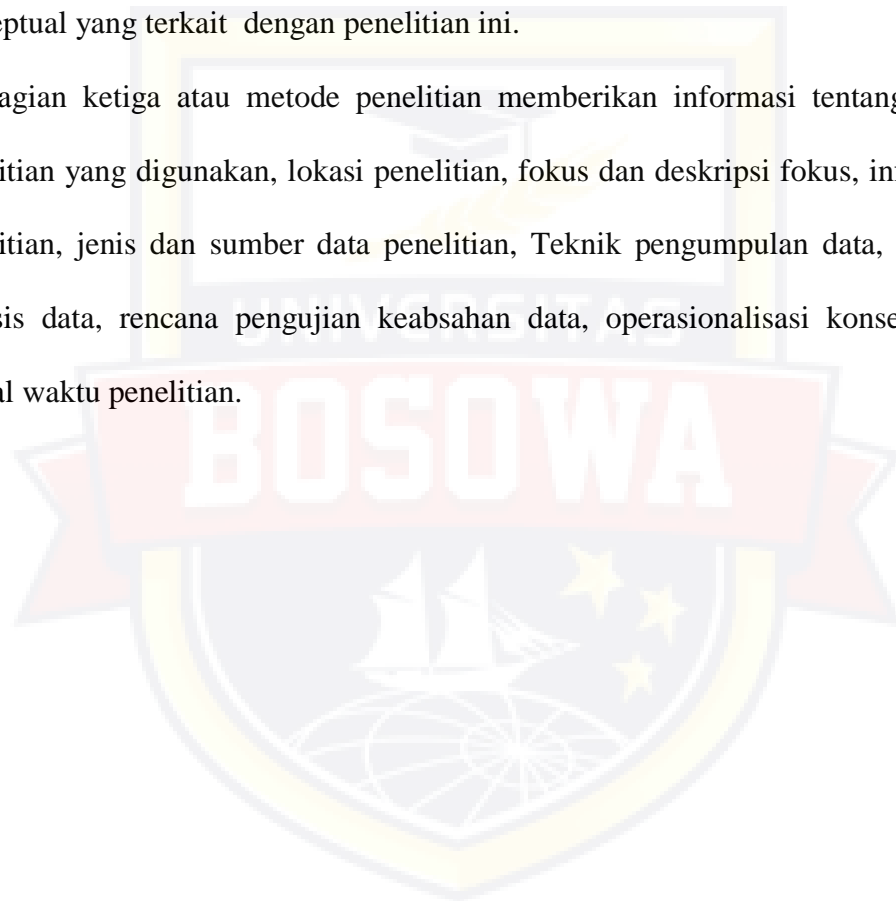 eptual yang terkait dengan penelitian ini.
agian ketiga atau metode penelitian memberikan informasi tentang
itian yang digunakan, lokasi penelitian, fokus dan deskripsi fokus, in
itian, jenis dan sumber data penelitian, Teknik pengumpulan data,
sis data, rencana pengujian keabsahan data, operasionalisasi konse
al waktu penelitian.
UNIVERSITAS
BOSOWA